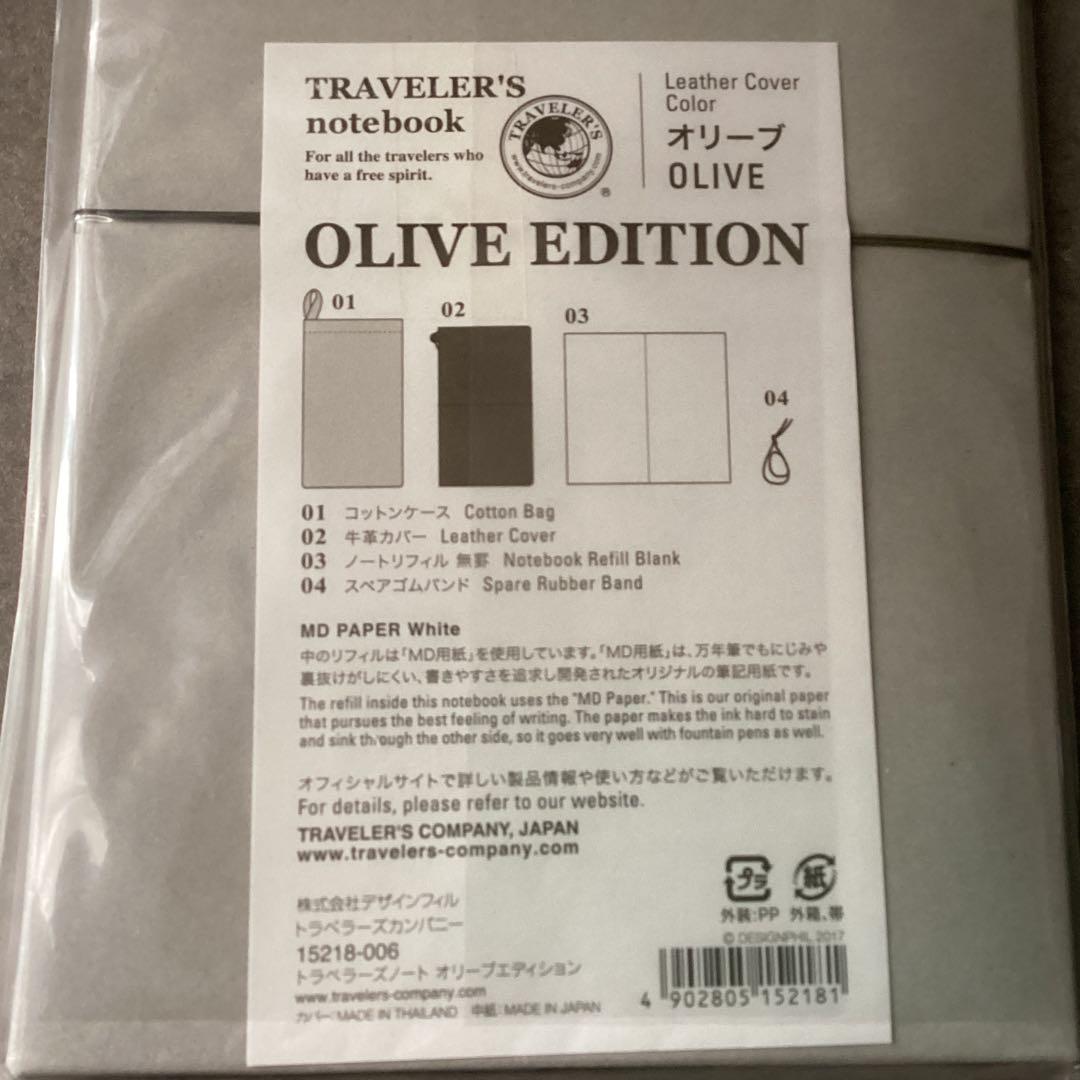 TRAVELER'S
notebook
For all the travelers who
have a free spirit.
TRAVELER'S
www.travelers-company.com
®
Leather Cover
Color
オリーブ
OLIVE
OLIVE EDITION
01
02
03
04
01 コットンケース Cotton Bag
02 牛革カバー Leather Cover
03 ノートリフィル 無罫 Notebook Refill Blank
04 スペアゴムバンド Spare Rubber Band
MD PAPER White
中のリフィルは「MD用紙」を使用しています。「MD用紙」は、万年筆でもにじみや
裏抜けがしにくい、書きやすさを追求し開発されたオリジナルの筆記用紙です。
The refill inside this notebook uses the "MD Paper." This is our original paper
that pursues the best feeling of writing. The paper makes the ink hard to stain
and sink through the other side, so it goes very well with fountain pens as well.
オフィシャルサイトで詳しい製品情報や使い方などがご覧いただけます。
For details, please refer to our website.
TRAVELER'S COMPANY, JAPAN
www.travelers-company.com
プラ
紙
外装:PP 外箱、帯
© DESIGNPHIL 2017
株式会社デザインフィル
トラベラーズカンパニー
15218-006
トラベラーズノート オリーブエディション
www.travelers-company.com
カバー:MADE IN THAILAND 中紙:MADE IN JAPAN
4 902805 152181